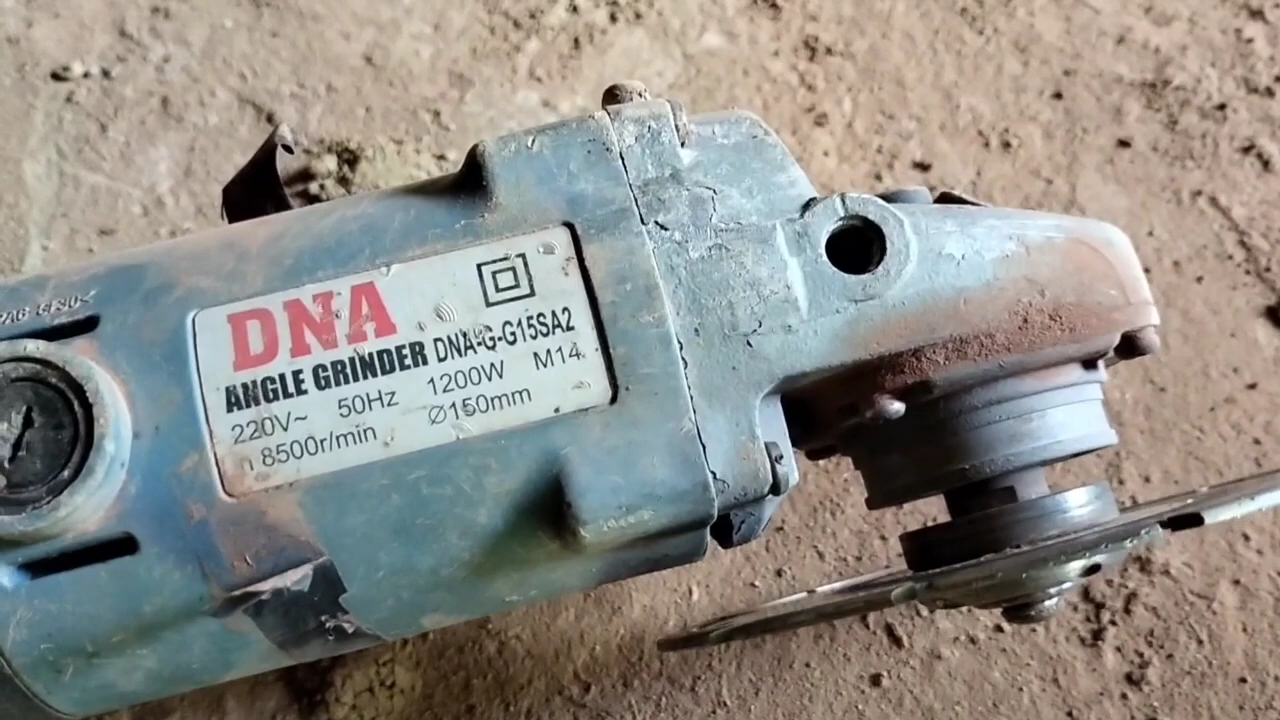 DNA
ANGLE GRINDER DNA-G-G15SA2
220V~ 50Hz 1200W M14
n 8500r/min Ø150mm